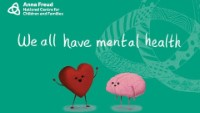 Anna Freud
National Centre for
Children and Families
We all have mental health